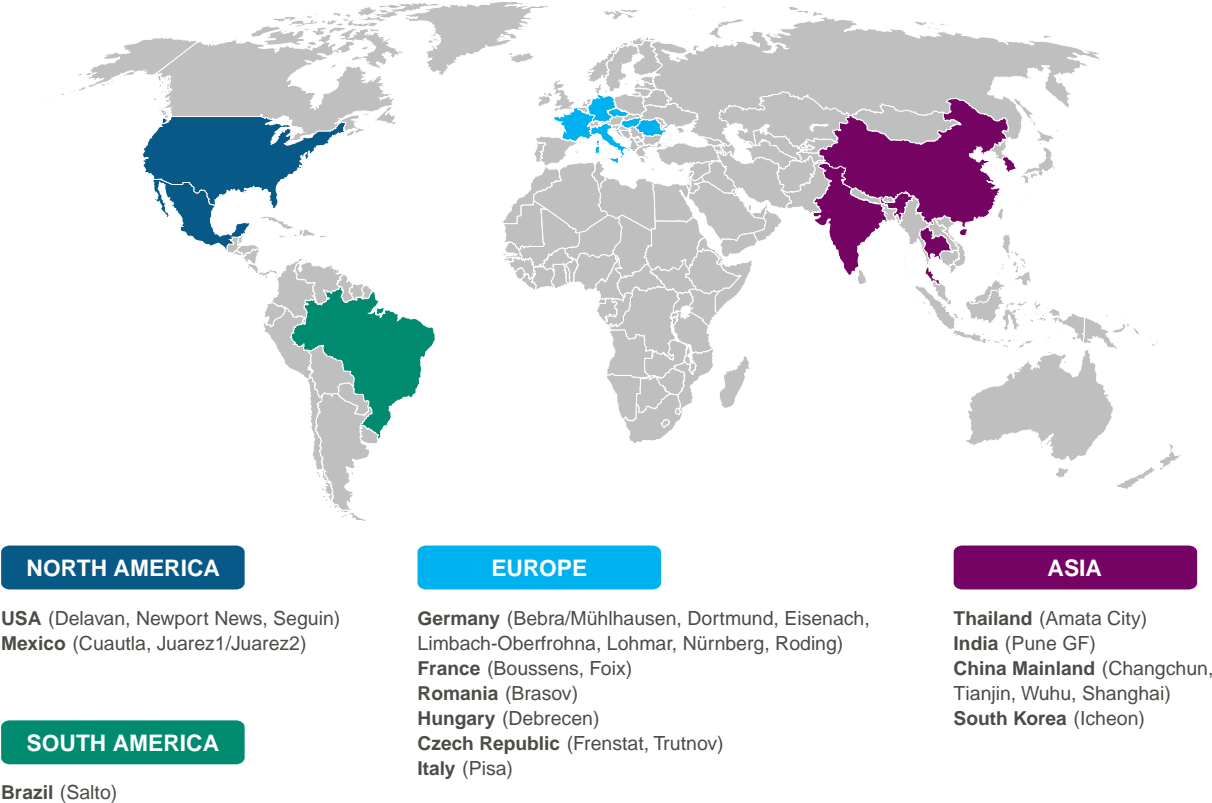 NORTH AMERICA
USA (Delavan, Newport News, Seguin)
Mexico (Cuautla, Juarez1/Juarez2)
SOUTH AMERICA
Brazil (Salto)
EUROPE
Germany (Bebra/Mühlhausen, Dortmund, Eisenach,
Limbach-Oberfrohna, Lohmar, Nürnberg, Roding)
France (Boussens, Foix)
Romania (Brasov)
Hungary (Debrecen)
Czech Republic (Frenstat, Trutnov)
Italy (Pisa)
ASIA
Thailand (Amata City)
India (Pune GF)
China Mainland (Changchun,
Tianjin, Wuhu, Shanghai)
South Korea (Icheon)